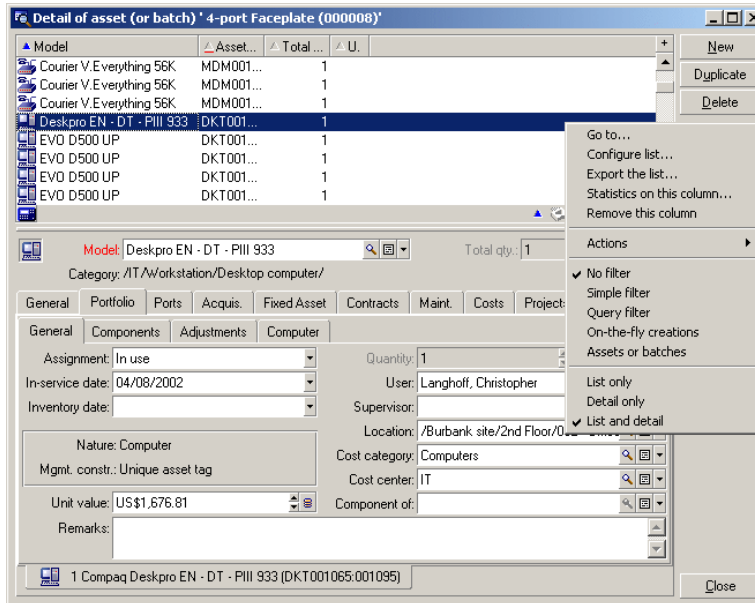 Detail of asset (or batch) ' 4-port Faceplate (000008)'
Model Asset... Total ... U.
Courier V.Everything 56K MDM001... 1
Courier V.Everything 56K MDM001... 1
Courier V.Everything 56K MDM001... 1
Deskpro EN - DT - PIII 933 DKT001... 1
EVO D500 UP DKT001... 1
EVO D500 UP DKT001... 1
EVO D500 UP DKT001... 1
EVO D500 UP DKT001... 1
New
Duplicate
Delete
Go to...
Configure list...
Export the list...
Statistics on this column...
Remove this column
Actions
No filter
Simple filter
Query filter
On-the-fly creations
Assets or batches
List only
Detail only
List and detail
Model: Deskpro EN - DT - PIII 933 Total qty.: 1
Category: /IT/Workstation/Desktop computer/
General Portfolio Ports Acquis. Fixed Asset Contracts Maint. Costs Projects
General Components Adjustments Computer
Assignment: In use Quantity: 1
In-service date: 04/08/2002 User: Langhoff, Christopher
Inventory date: Supervisor:
Location: /Burbank site/2nd Floor/
Nature: Computer Cost category: Computers
Mgmt. constr.: Unique asset tag Cost center: IT
Unit value: US$1,676.81 Component of:
Remarks:
1 Compaq Deskpro EN - DT - PIII 933 (DKT001065:001095)
Close